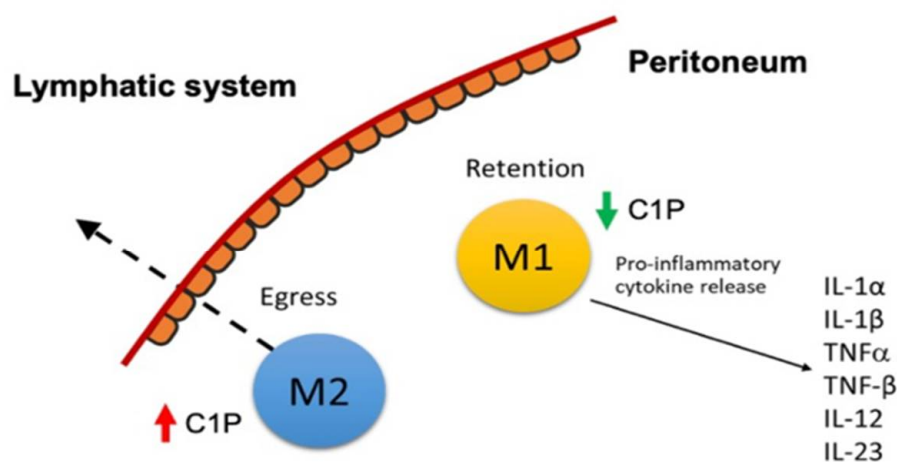 Lymphatic system
Peritoneum
Retention
C1P
M1
Pro-inflammatory
cytokine release
IL-1α
IL-1β
TNFα
TNF-β
IL-12
IL-23
Egress
M2
C1P